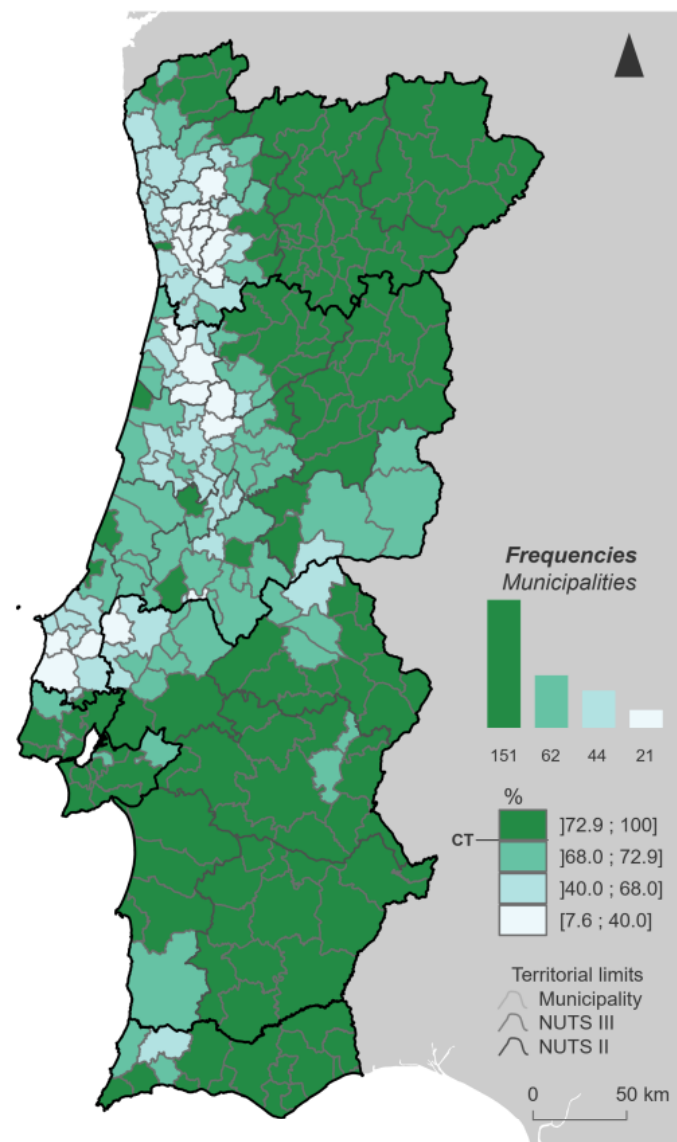 Frequencies
Municipalities
151 62 44 21
%
CT
]72.9 ; 100]
]68.0 ; 72.9]
]40.0 ; 68.0]
[7.6 ; 40.0]
Territorial limits
Municipality
NUTS III
NUTS II
0 50 km